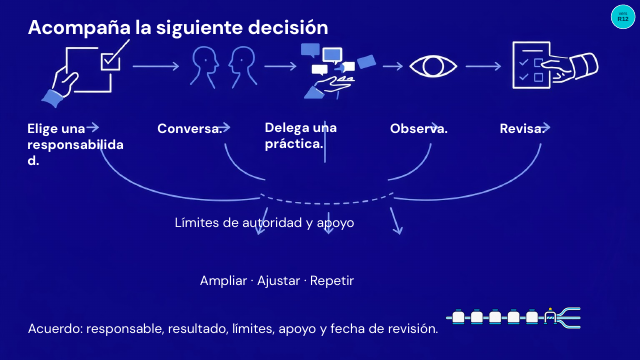 Acompaña la siguiente decisión
R12
Elige una
responsabilida
d.
Conversa.
Delega una
práctica.
Observa.
Revisa.
Límites de autoridad y apoyo
Ampliar · Ajustar · Repetir
Acuerdo: responsable, resultado, límites, apoyo y fecha de revisión.